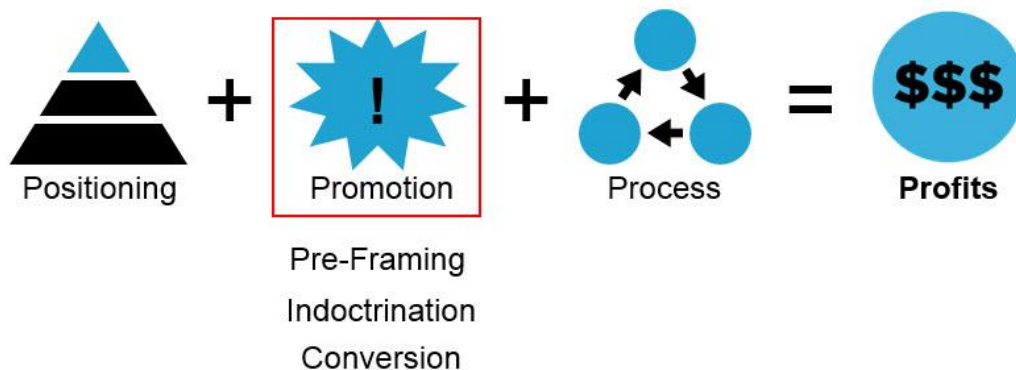 + ! + = $$$
Positioning Promotion Process Profits
Pre-Framing
Indoctrination
Conversion